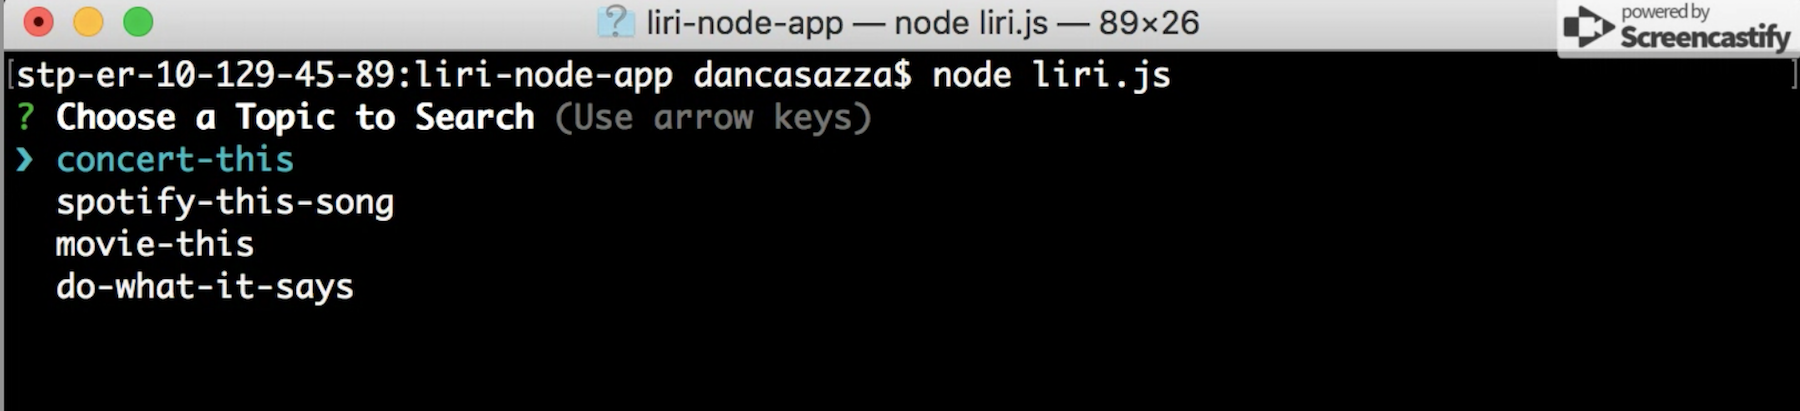 liri-node-app — node liri.js — 89×26
powered by
Screencastify
[stp-er-10-129-45-89:liri-node-app dancasazza$ node liri.js ]
? Choose a Topic to Search (Use arrow keys)
❯ concert-this
spotify-this-song
movie-this
do-what-it-says